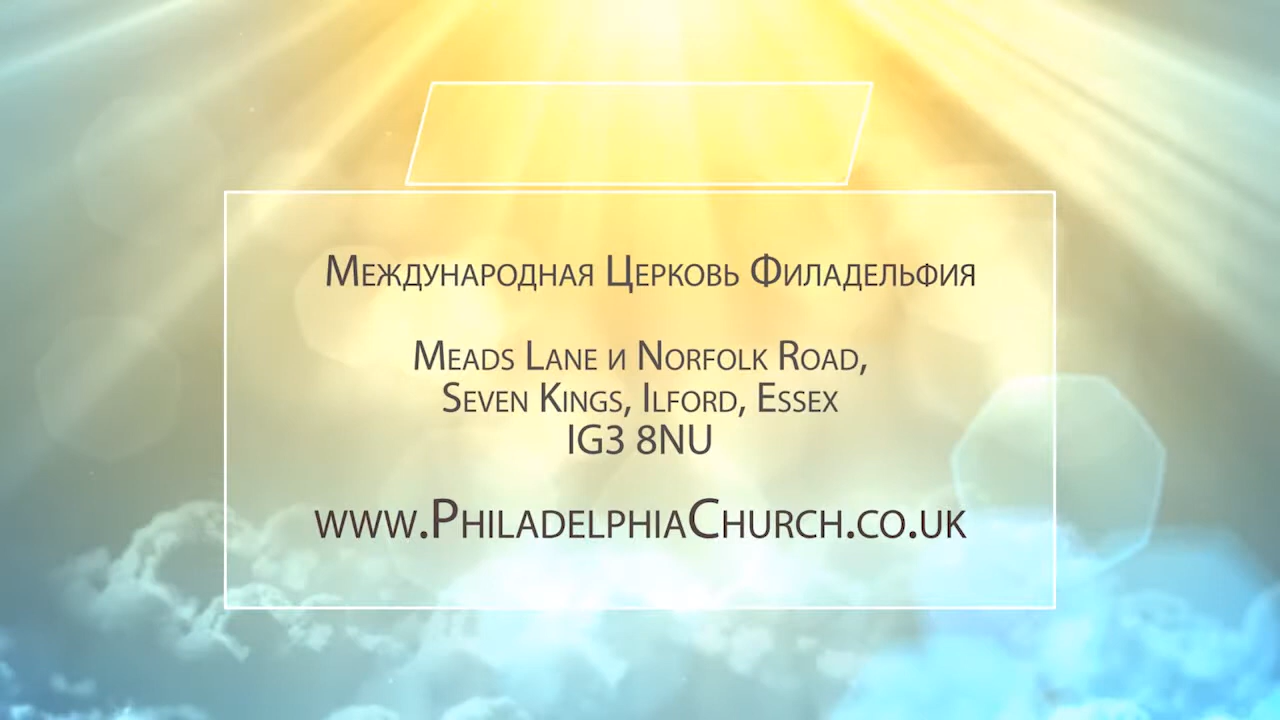 Международная Церковь Филадельфия
Meads Lane и Norfolk Road,
Seven Kings, Ilford, Essex
IG3 8NU
www.PhiladelphiaChurch.co.uk